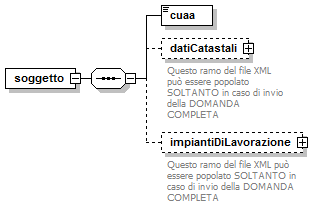 cuaa
datiCatastali
soggetto
Questo ramo del file XML
può essere popolato
SOLTANTO in caso di invio
della DOMANDA
COMPLETA
impiantiDiLavorazione
Questo ramo del file XML può
essere popolato SOLTANTO in
caso di invio della DOMANDA
COMPLETA